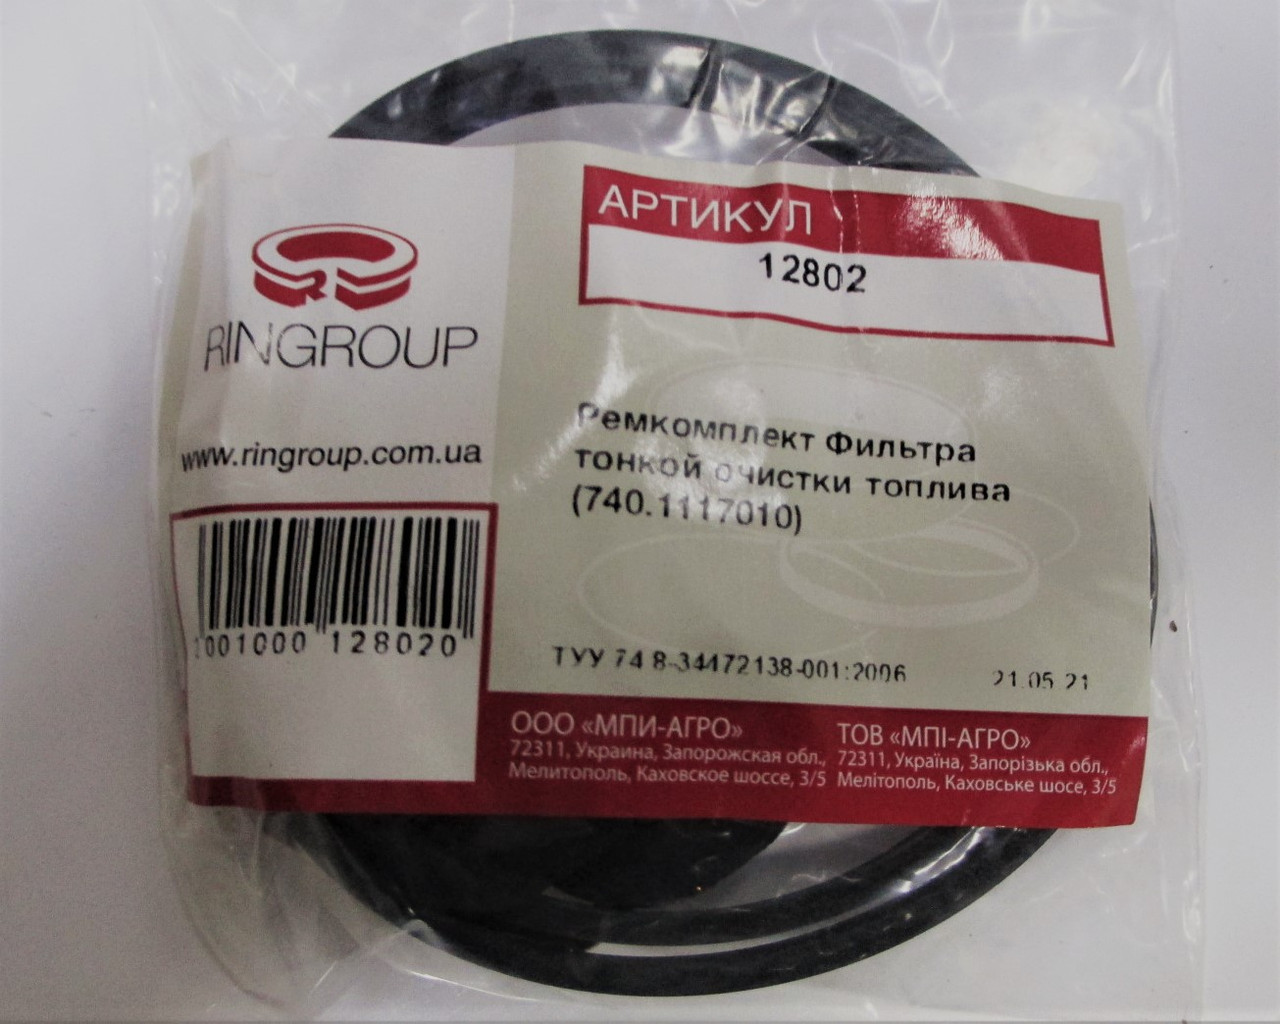 АРТИКУЛ
12802
RINGROUP
www.ringroup.com.ua
Ремкомплект Фильтра
тонкой очистки топлива
(740.1117010)
2001000 128020
ТУУ 74 8-34472138-001:2006
21.05 21
ООО «МПИ-АГРО»
72311, Украина, Запорожская обл.,
Мелитополь, Каховское шоссе, 3/5
ТОВ «МПІ-АГРО»
72311, Україна, Запорізька обл.,
Мелітополь, Каховське шосе, 3/5